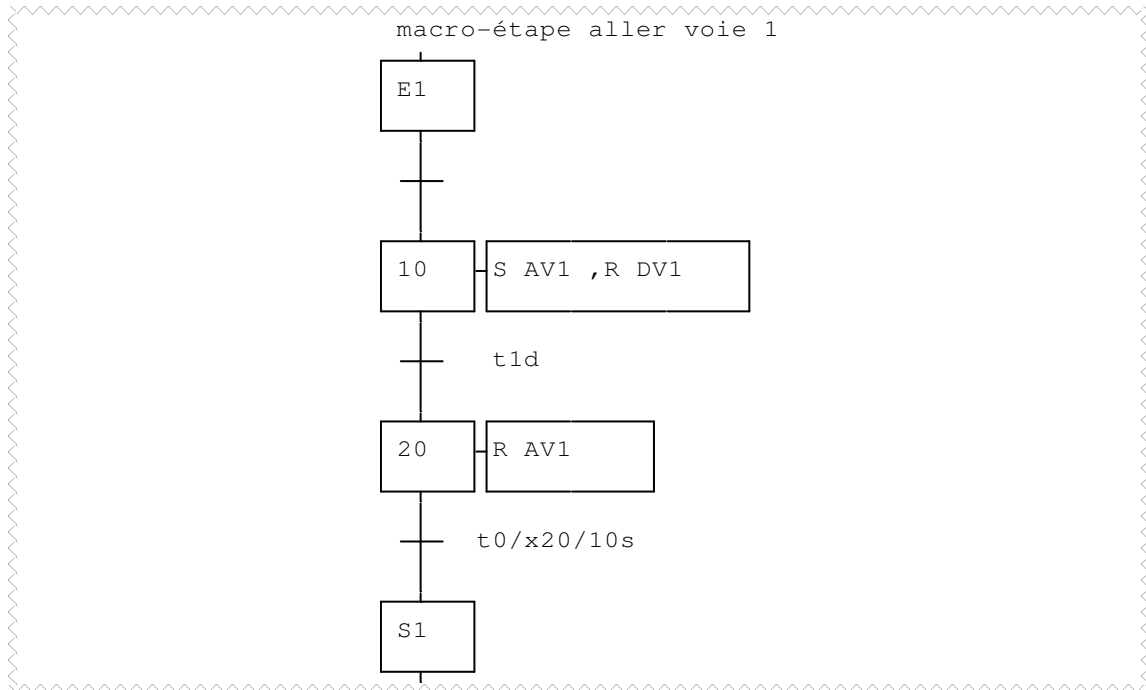 macro-étape aller voie 1
E1
10 S AV1 ,R DV1
t1d
20 R AV1
t0/x20/10s
S1